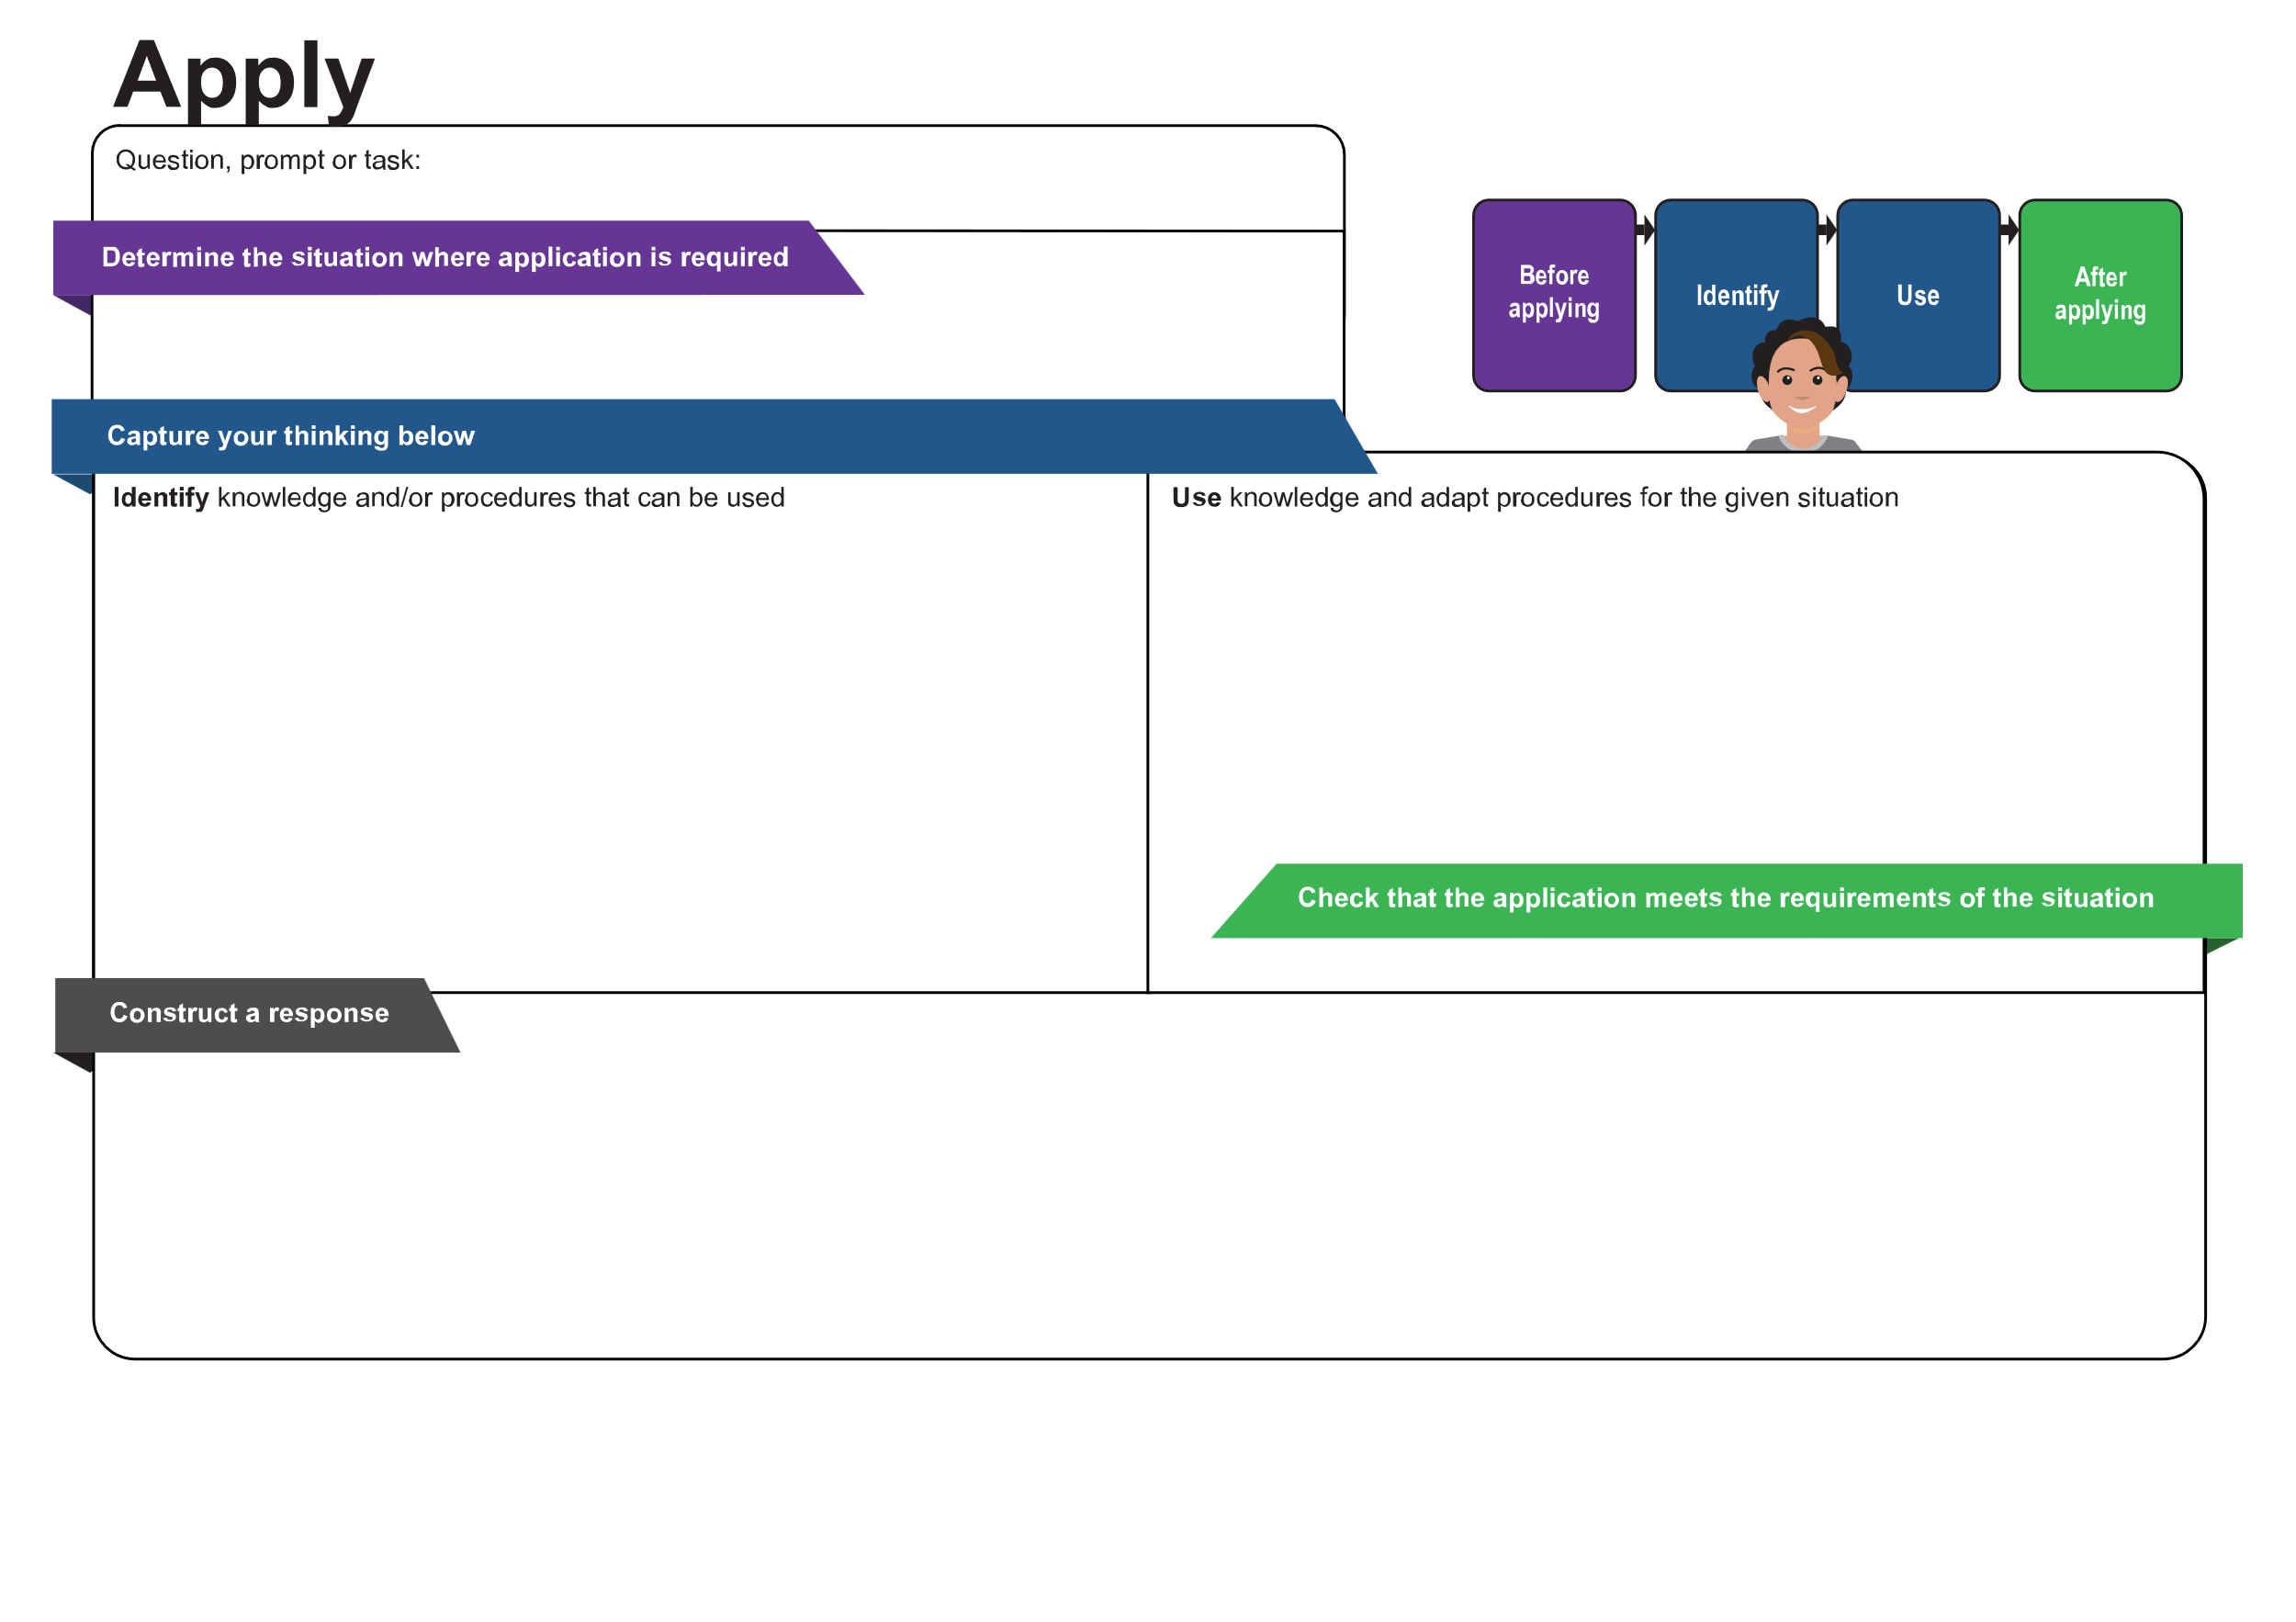 Apply
Question, prompt or task:
Determine the situation where application is required
Before
applying
Identify
Use
After
applying
Capture your thinking below
Identify knowledge and/or procedures that can be used
Use knowledge and adapt procedures for the given situation
Check that the application meets the requirements of the situation
Construct a response